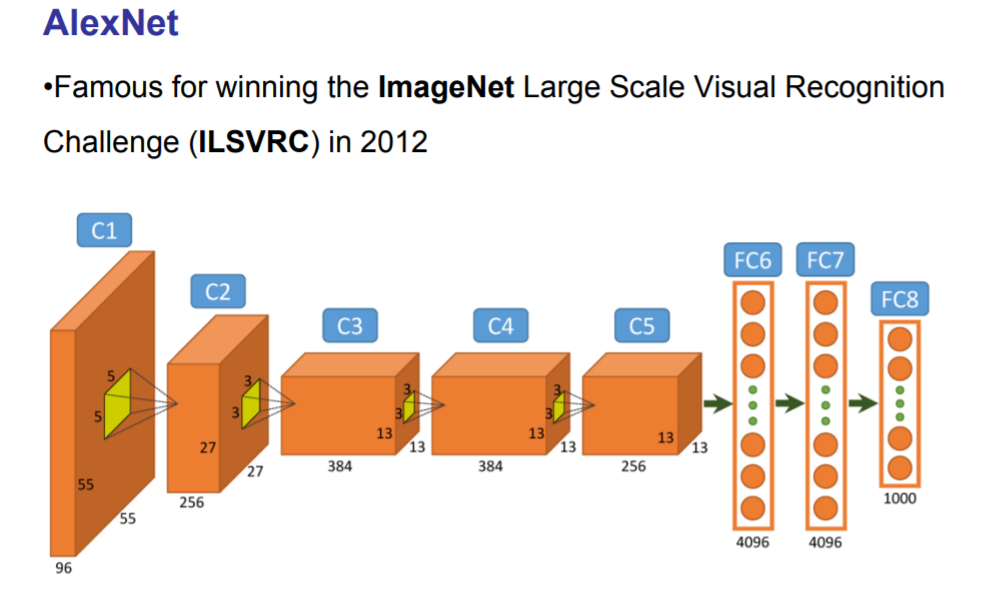 AlexNet
•Famous for winning the ImageNet Large Scale Visual Recognition
Challenge (ILSVRC) in 2012
C1
C2
C3
C4
C5
FC6
FC7
FC8
5
5
55
55
96
3
3
27
27
256
3
3
13
13
384
3
3
13
13
384
13
13
256
4096
4096
1000